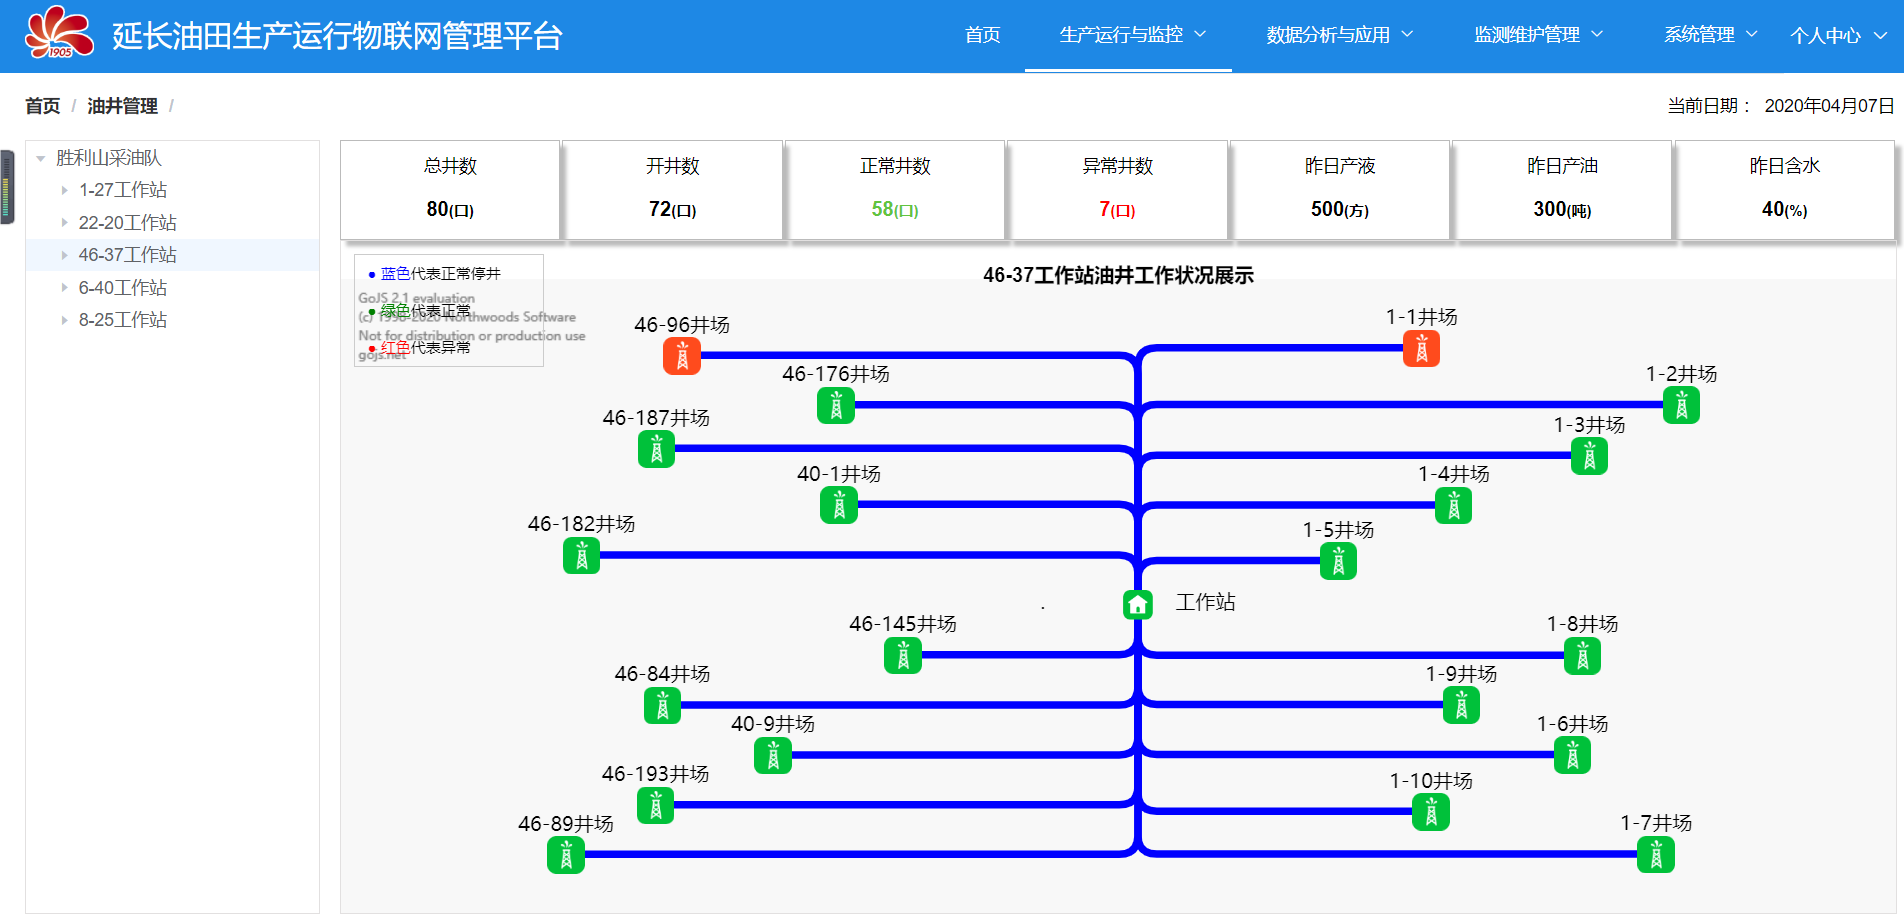 1905
延长油田生产运行物联网管理平台
首页
生产运行与监控
数据分析与应用
监测维护管理
系统管理
个人中心
首页 / 油井管理 /
当前日期： 2020年04月07日
胜利山采油队
1-27工作站
22-20工作站
46-37工作站
6-40工作站
8-25工作站
总井数
80(口)
开井数
72(口)
正常井数
58(口)
异常井数
7(口)
昨日产液
500(方)
昨日产油
300(吨)
昨日含水
40(%)
蓝色代表正常停井
绿色代表正常
红色代表异常
GoJS 2.1 evaluation
(c) 1998-2020 Northwoods Software
Not for distribution or production use
gojs.net
46-37工作站油井工作状况展示
46-96井场
1-1井场
46-176井场
1-2井场
46-187井场
1-3井场
40-1井场
1-4井场
46-182井场
1-5井场
工作站
46-145井场
1-8井场
46-84井场
1-9井场
40-9井场
1-6井场
46-193井场
1-10井场
46-89井场
1-7井场